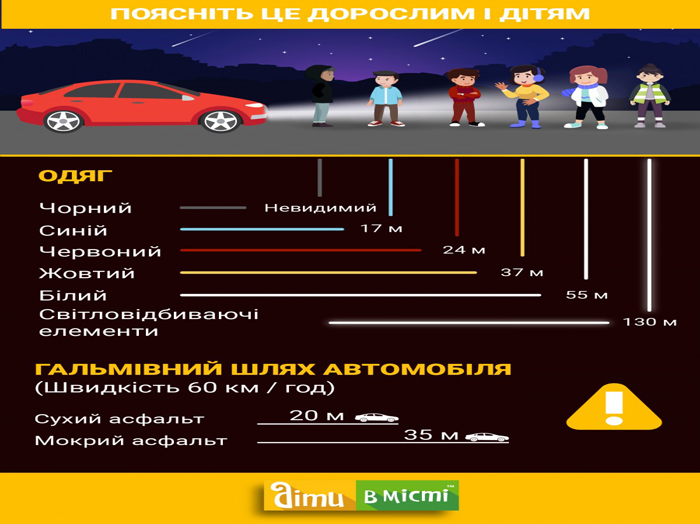 ПОЯСНІТЬ ЦЕ ДОРОСЛИМ І ДІТЯМ
ОДЯГ
Чорний Невидимий
Синій 17 м
Червоний 24 м
Жовтий 37 м
Білий 55 м
Світловідбиваючі
елементи 130 м
ГАЛЬМІВНИЙ ШЛЯХ АВТОМОБІЛЯ
(Швидкість 60 км / год)
Сухий асфальт 20 м
Мокрий асфальт 35 м
Діти в місті™